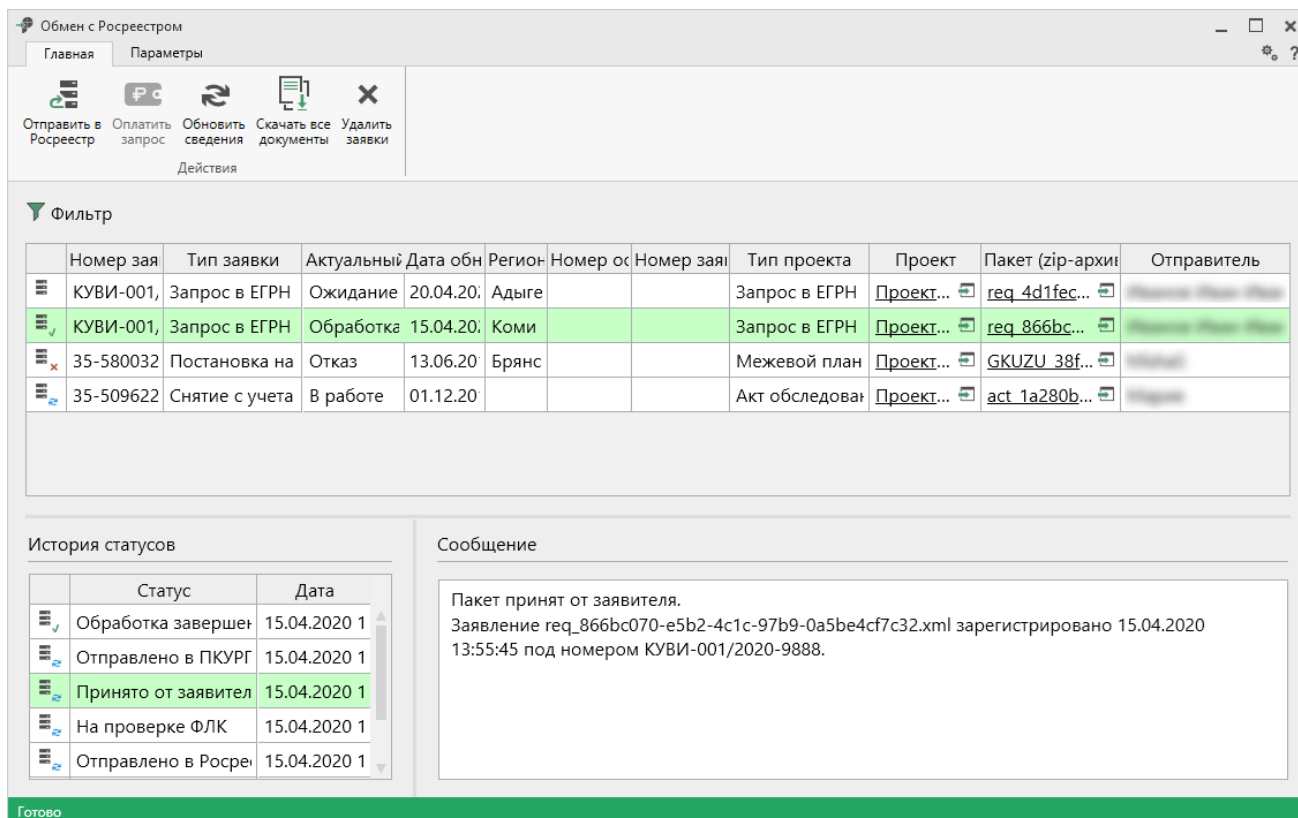 Обмен с Росреестром
Главная Параметры
Отправить в Росреестр Оплатить запрос Обновить сведения Скачать все документы Удалить заявки
Действия
Фильтр
Номер зая Тип заявки Актуальный Дата обн Регион Номер ос Номер заяв Тип проекта Проект Пакет (zip-архив Отправитель
КУВИ-001, Запрос в ЕГРН Ожидание 20.04.20 Адыге Запрос в ЕГРН Проект... req_4d1fec...
КУВИ-001, Запрос в ЕГРН Обработка 15.04.20 Коми Запрос в ЕГРН Проект... req_866bc...
35-580032 Постановка на Отказ 13.06.20 Брянс Межевой план Проект... GKUZU_38f...
35-509622 Снятие с учета В работе 01.12.20 Акт обследован Проект... act_1a280b...
История статусов
Статус Дата
Обработка завершен 15.04.2020 1
Отправлено в ПКУРГ 15.04.2020 1
Принято от заявител 15.04.2020 1
На проверке ФЛК 15.04.2020 1
Отправлено в Росре 15.04.2020 1
Сообщение
Пакет принят от заявителя.
Заявление req_866bc070-e5b2-4c1c-97b9-0a5be4cf7c32.xml зарегистрировано 15.04.2020
13:55:45 под номером КУВИ-001/2020-9888.
Готово